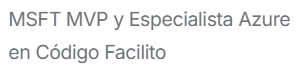 MSFT MVP y Especialista Azure
en Código Facilito